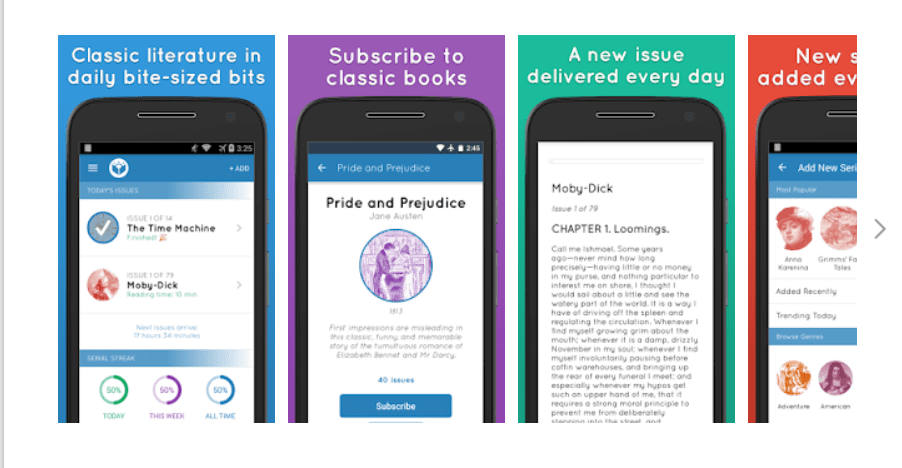 Classic literature in
daily bite-sized bits
3:25
+ ADD
TODAY'S ISSUES
ISSUE 1 OF 14
The Time Machine
Finished! 🎉
ISSUE 1 OF 79
Moby-Dick
Reading time: 10 min
Next issues arrive:
17 hours 34 minutes
SERIAL STREAK
50%
50%
50%
TODAY
THIS WEEK
ALL TIME
Subscribe to
classic books
2:45
Pride and Prejudice
Pride and Prejudice
Jane Austen
1813
First impressions are misleading in
this classic, funny, and memorable
story of the tumultuous romance of
Elizabeth Bennet and Mr Darcy.
40 issues
Subscribe
A new issue
delivered every day
Moby-Dick
Issue 1 of 79
CHAPTER 1. Loomings.
Call me Ishmael. Some years
ago—never mind how long
precisely—having little or no money
in my purse, and nothing particular to
interest me on shore, I thought I
would sail about a little and see the
watery part of the world. It is a way I
have of driving off the spleen and
regulating the circulation. Whenever I
find myself growing grim about the
mouth; whenever it is a damp, drizzly
November in my soul; whenever I find
myself involuntarily pausing before
coffin warehouses, and bringing up
the rear of every funeral I meet; and
especially whenever my hypos get
such an upper hand of me, that it
requires a strong moral principle to
prevent me from deliberately
stepping into the street, and
New s
added ev
Add New Seri
Most Popular
Anna
Karenina
Grimms' Fa
Tales
Added Recently
Trending Today
Browse Genres
Adventure
American